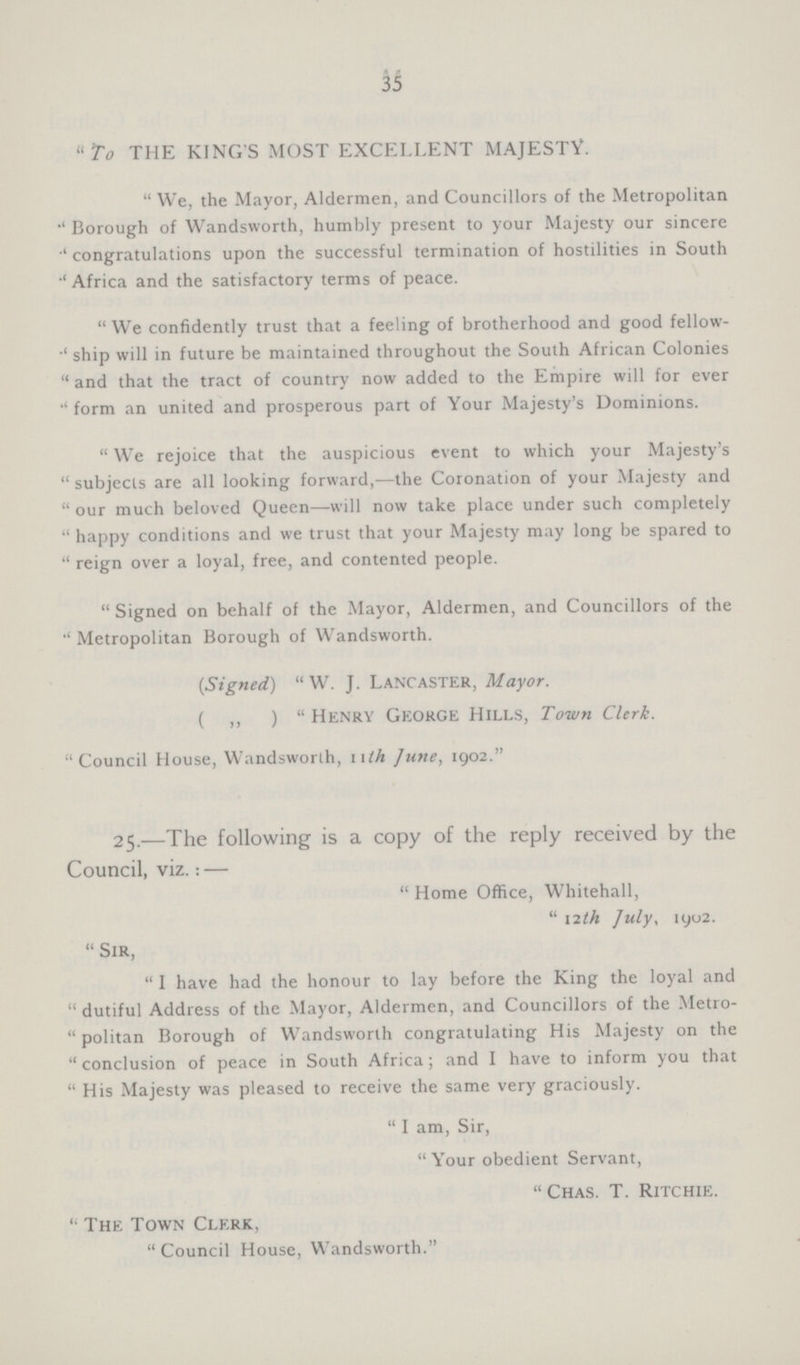 35
"To THE KING'S MOST EXCELLENT MAJESTY.
"We, the Mayor, Aldermen, and Councillors of the Metropolitan
"Borough of Wandsworth, humbly present to your Majesty our sincere
"congratulations upon the successful termination of hostilities in South
"Africa and the satisfactory terms of peace.
"We confidently trust that a feeling of brotherhood and good fellow-
"ship will in future be maintained throughout the South African Colonies
"and that the tract of country now added to the Empire will for ever
"form an united and prosperous part of Your Majesty's Dominions.
"We rejoice that the auspicious event to which your Majesty's
"subjects are all looking forward,—the Coronation of your Majesty and
"our much beloved Queen—will now take place under such completely
"happy conditions and we trust that your Majesty may long be spared to
"reign over a loyal, free, and contented people.
"Signed on behalf of the Mayor, Aldermen, and Councillors of the
"Metropolitan Borough of Wandsworth.
(Signed) "W. J. LANCASTER, Mayor.
( ,, ) "HENRY GEORGE HILLS, Town Clerk.
"Council House, Wandsworth, 11th June, 1902."
25.—The following is a copy of the reply received by the
Council, viz.:—
"Home Office, Whitehall,
"12th July, 1902.
"SIR,
"I have had the honour to lay before the King the loyal and
"dutiful Address of the Mayor, Aldermen, and Councillors of the Metro-
"politan Borough of Wandsworth congratulating His Majesty on the
"conclusion of peace in South Africa; and I have to inform you that
"His Majesty was pleased to receive the same very graciously.
"I am, Sir,
"Your obedient Servant,
"CHAS. T. RITCHIE.
"THE TOWN CLERK,
"Council House, Wandsworth."